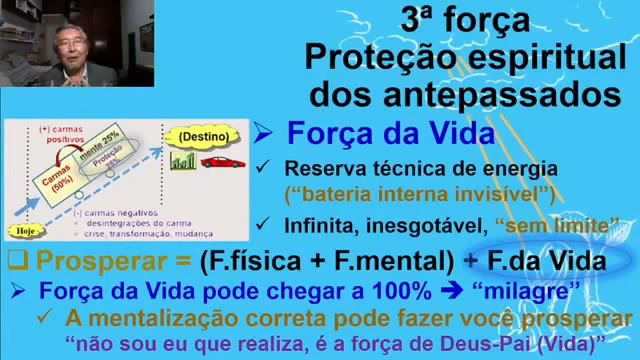 3ª força
Proteção espiritual
dos antepassados
(+) carmas
positivos
mente 25%
Proteção
25%
Carmas
(50%)
(Destino)
Hoje
(-) carmas negativos
✓ desintegrações do carma
✓ crise, transformação, mudança
➢ Força da Vida
✓ Reserva técnica de energia
(“bateria interna invisível”)
✓ Infinita, inesgotável, “sem limite”
❑ Prosperar = (F.física + F.mental) + F.da Vida
➢ Força da Vida pode chegar a 100% ➔ “milagre”
✓ A mentalização correta pode fazer você prosperar
“não sou eu que realiza, é a força de Deus-Pai (Vida)”